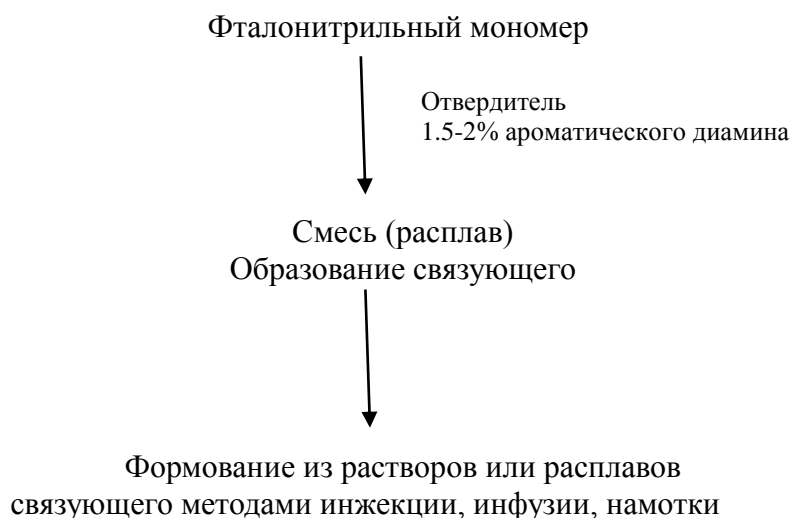 Фталонитрильный мономер
Отвердитель
1.5-2% ароматического диамина
Смесь (расплав)
Образование связующего
Формование из растворов или расплавов
связующего методами инжекции, инфузии, намотки